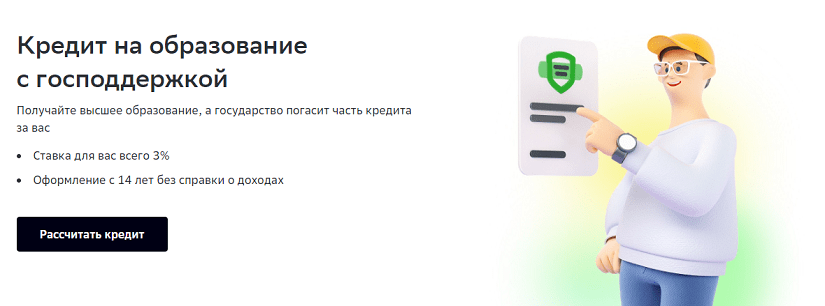 Кредит на образование
с господдержкой
Получайте высшее образование, а государство погасит часть кредита
за вас
• Ставка для вас всего 3%
• Оформление с 14 лет без справки о доходах
Рассчитать кредит